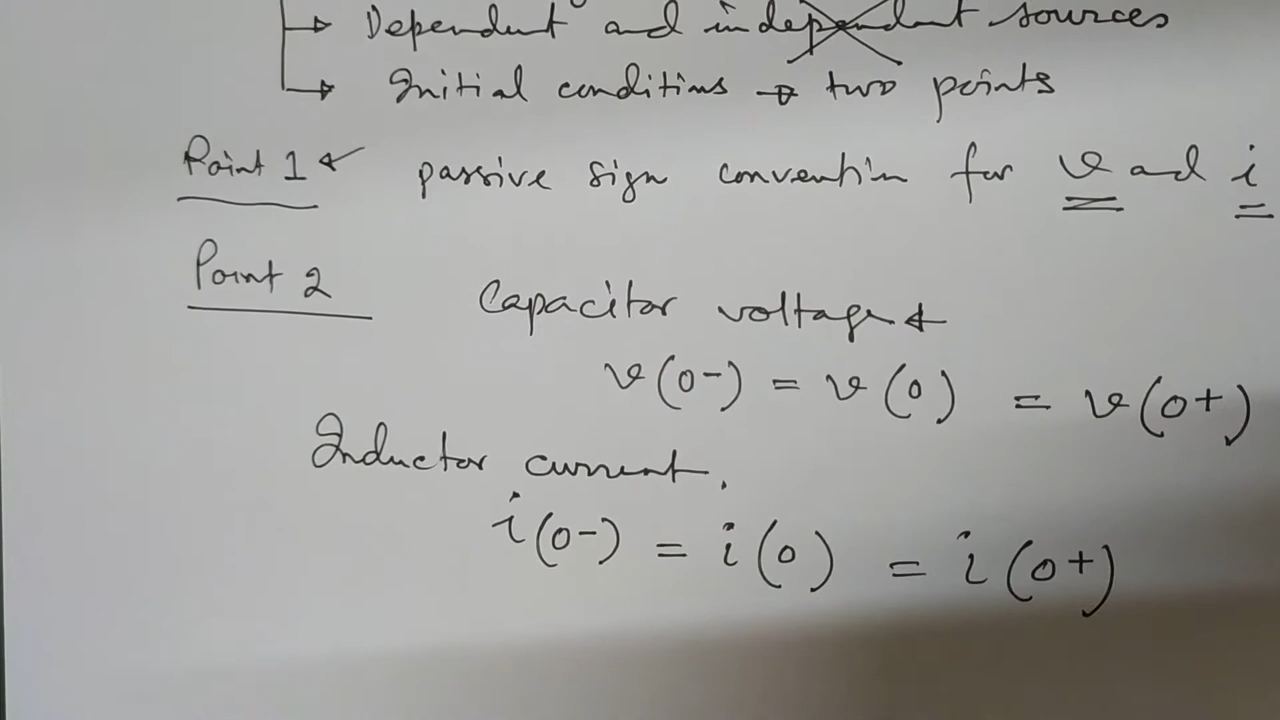 → Dependent and independent sources
→ Initial conditions → two points
Point 1 passive sign convention for v and i
Point 2
Capacitor voltage
v(0-) = v(0) = v(0+)
Inductor current.
i(0-) = i(0) = i(0+)